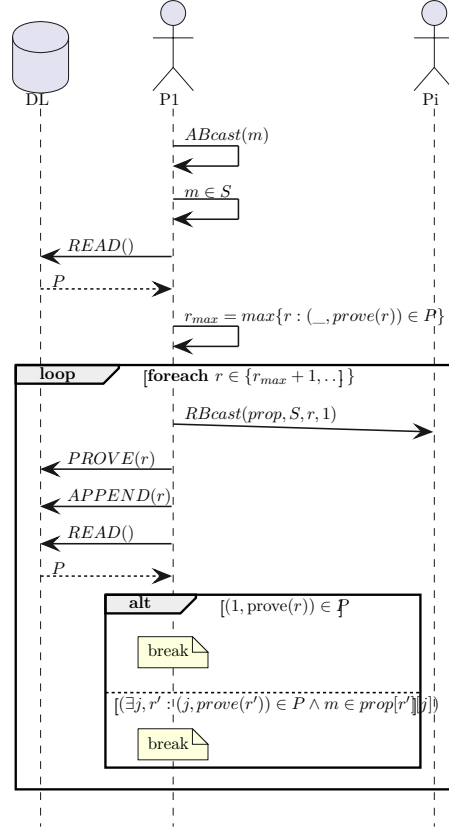 DL P1 Pi
ABcast(m)
m ∈ S
READ()
P
r_max = max{r : (_, prove(r)) ∈ P}
loop [foreach r ∈ {r_max + 1, ..] }
RBcast(prop, S, r, 1)
PROVE(r)
APPEND(r)
READ()
P
alt [(1, prove(r)) ∈ P]
break
[(∃j, r′ : (j, prove(r′)) ∈ P ∧ m ∈ prop[r′][j])]
break